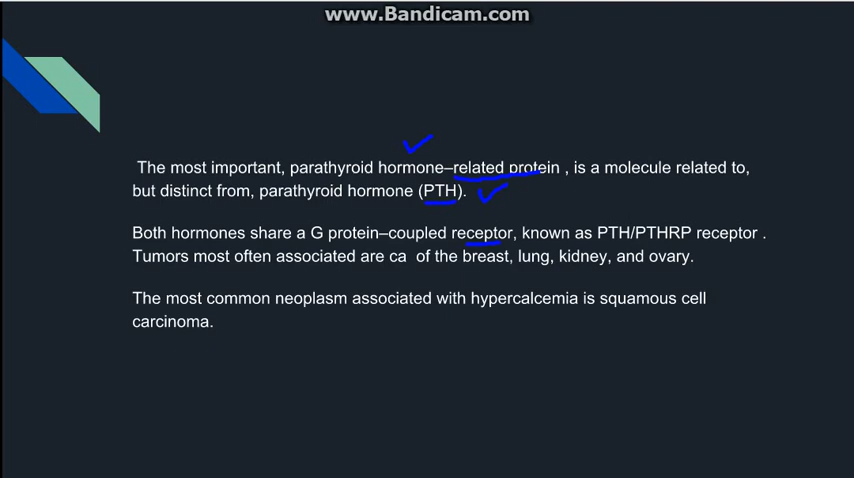 www.Bandicam.com
The most important, parathyroid hormone–related protein , is a molecule related to,
but distinct from, parathyroid hormone (PTH).
Both hormones share a G protein–coupled receptor, known as PTH/PTHRP receptor .
Tumors most often associated are ca of the breast, lung, kidney, and ovary.
The most common neoplasm associated with hypercalcemia is squamous cell
carcinoma.